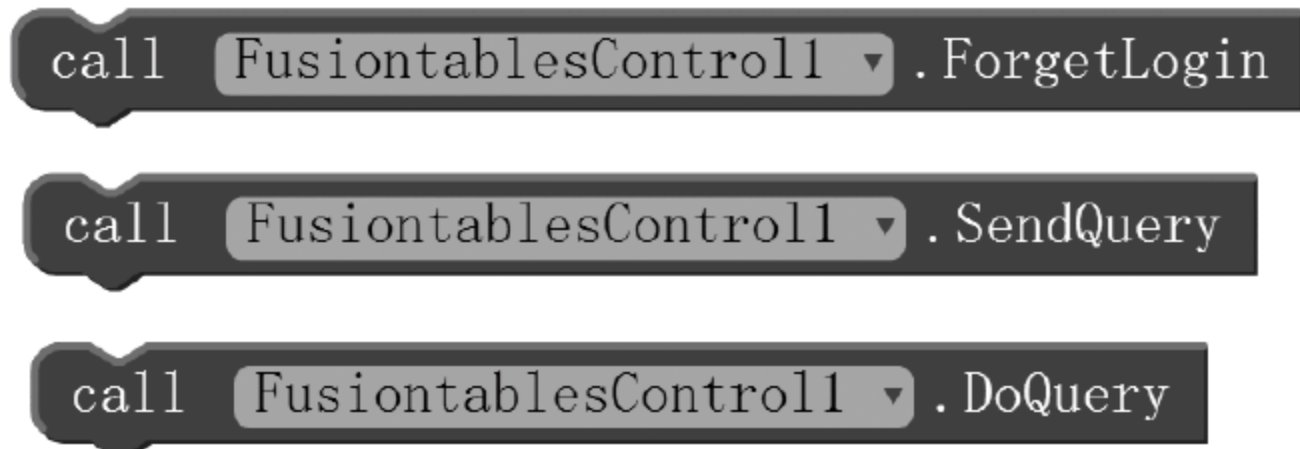 call FusiontablesControl1 .ForgetLogin
call FusiontablesControl1 .SendQuery
call FusiontablesControl1 .DoQuery